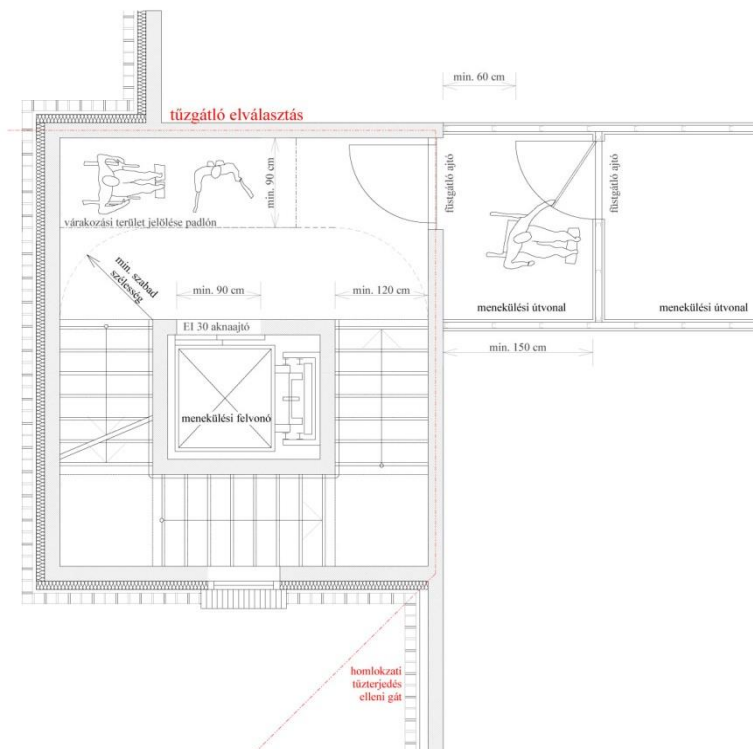 min. 60 cm
tűzgátló elválasztás
min. 90 cm
füstgátló ajtó
füstgátló ajtó
várakozási terület jelölése padlón
min. szabad
szélesség
min. 90 cm
min. 120 cm
menekülési útvonal
menekülési útvonal
EI 30 aknaajtó
min. 150 cm
menekülési felvonó
homlokzati
tűzterjedés
elleni gát